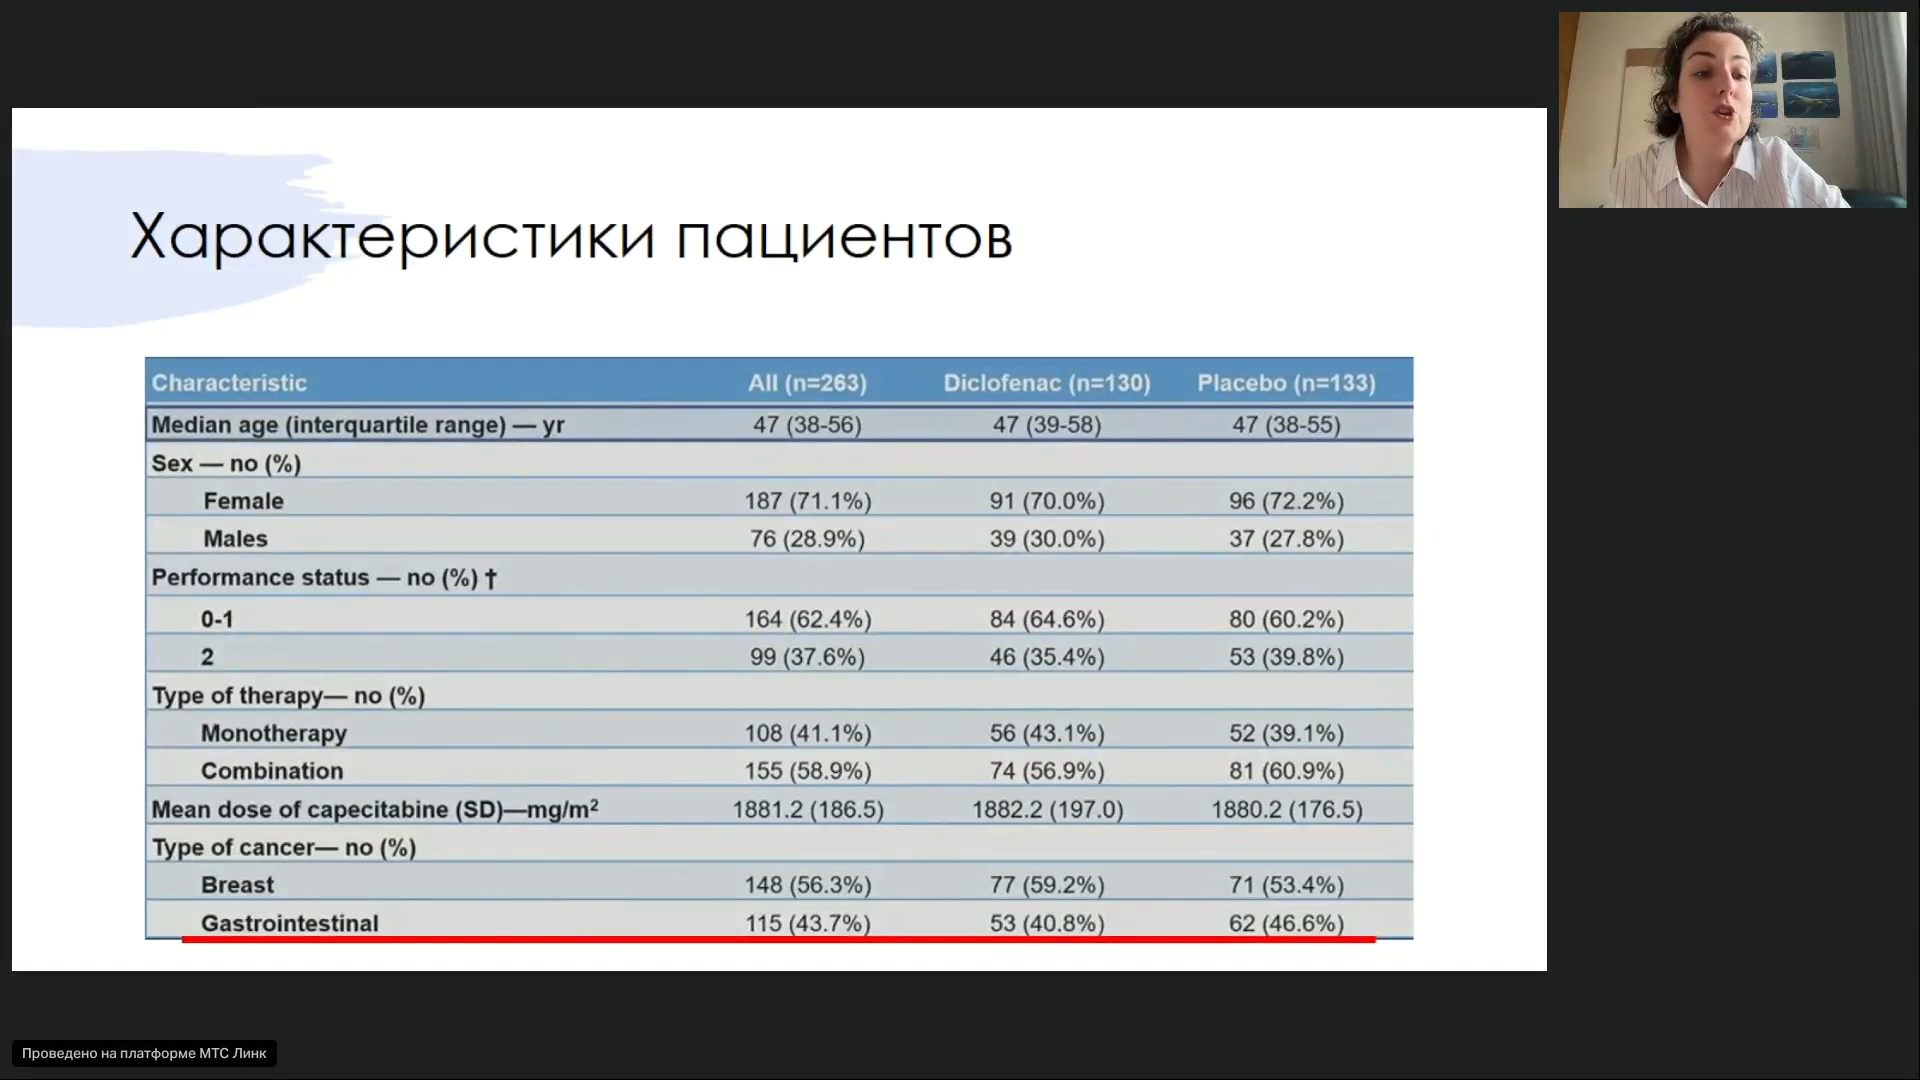 Характеристики пациентов
Characteristic All (n=263) Diclofenac (n=130) Placebo (n=133)
Median age (interquartile range) — yr 47 (38-56) 47 (39-58) 47 (38-55)
Sex — no (%)
Female 187 (71.1%) 91 (70.0%) 96 (72.2%)
Males 76 (28.9%) 39 (30.0%) 37 (27.8%)
Performance status — no (%) †
0-1 164 (62.4%) 84 (64.6%) 80 (60.2%)
2 99 (37.6%) 46 (35.4%) 53 (39.8%)
Type of therapy— no (%)
Monotherapy 108 (41.1%) 56 (43.1%) 52 (39.1%)
Combination 155 (58.9%) 74 (56.9%) 81 (60.9%)
Mean dose of capecitabine (SD)—mg/m² 1881.2 (186.5) 1882.2 (197.0) 1880.2 (176.5)
Type of cancer— no (%)
Breast 148 (56.3%) 77 (59.2%) 71 (53.4%)
Gastrointestinal 115 (43.7%) 53 (40.8%) 62 (46.6%)
Проведено на платформе МТС Линк